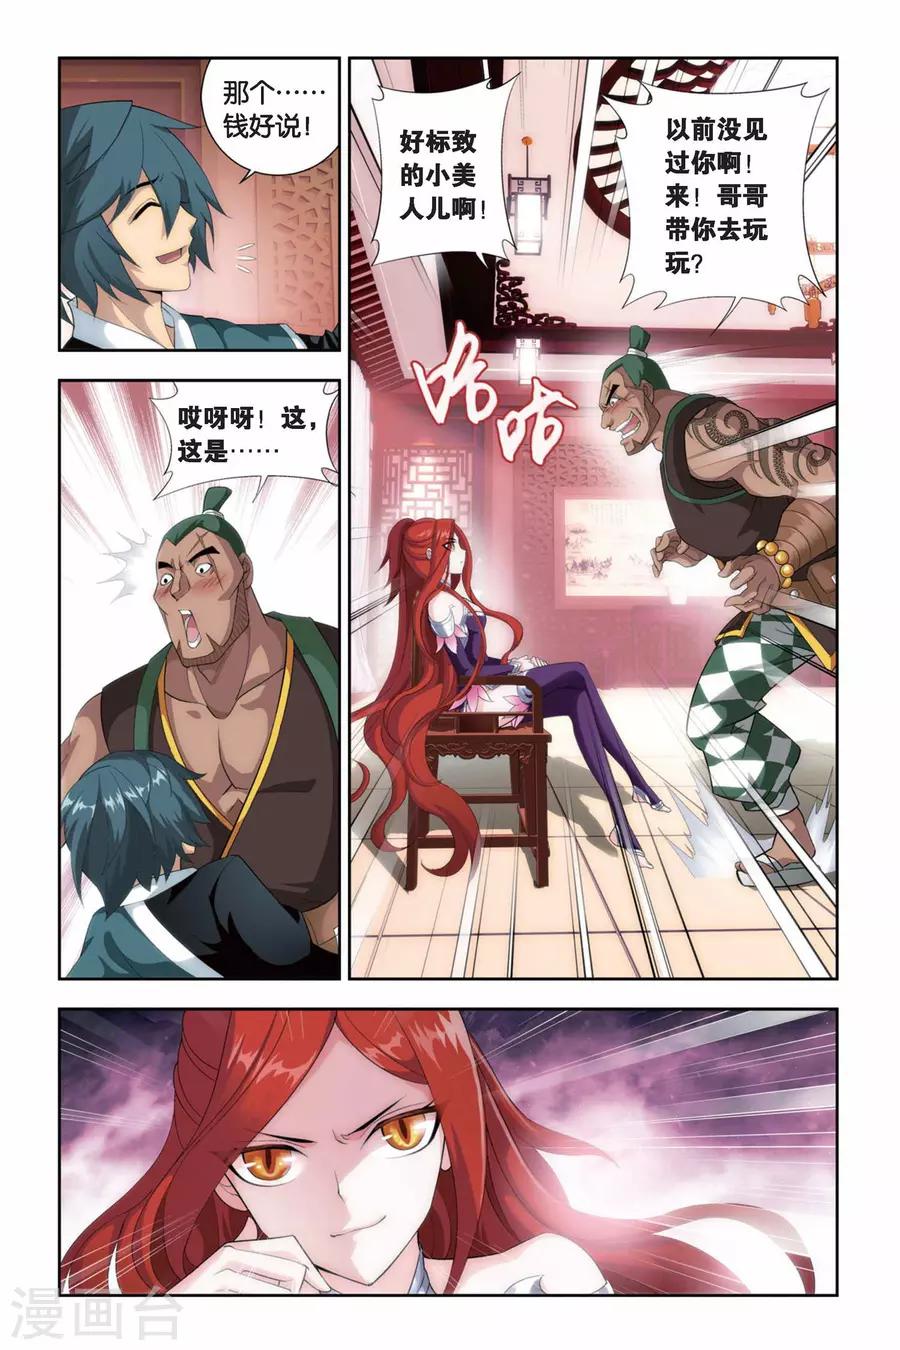 那个……
钱好说！
哎呀呀！这，
这是……
好标致
的小美
人儿啊！
以前没见
过你啊！
来！哥哥
带你去玩
玩？
咕
咕
漫画台